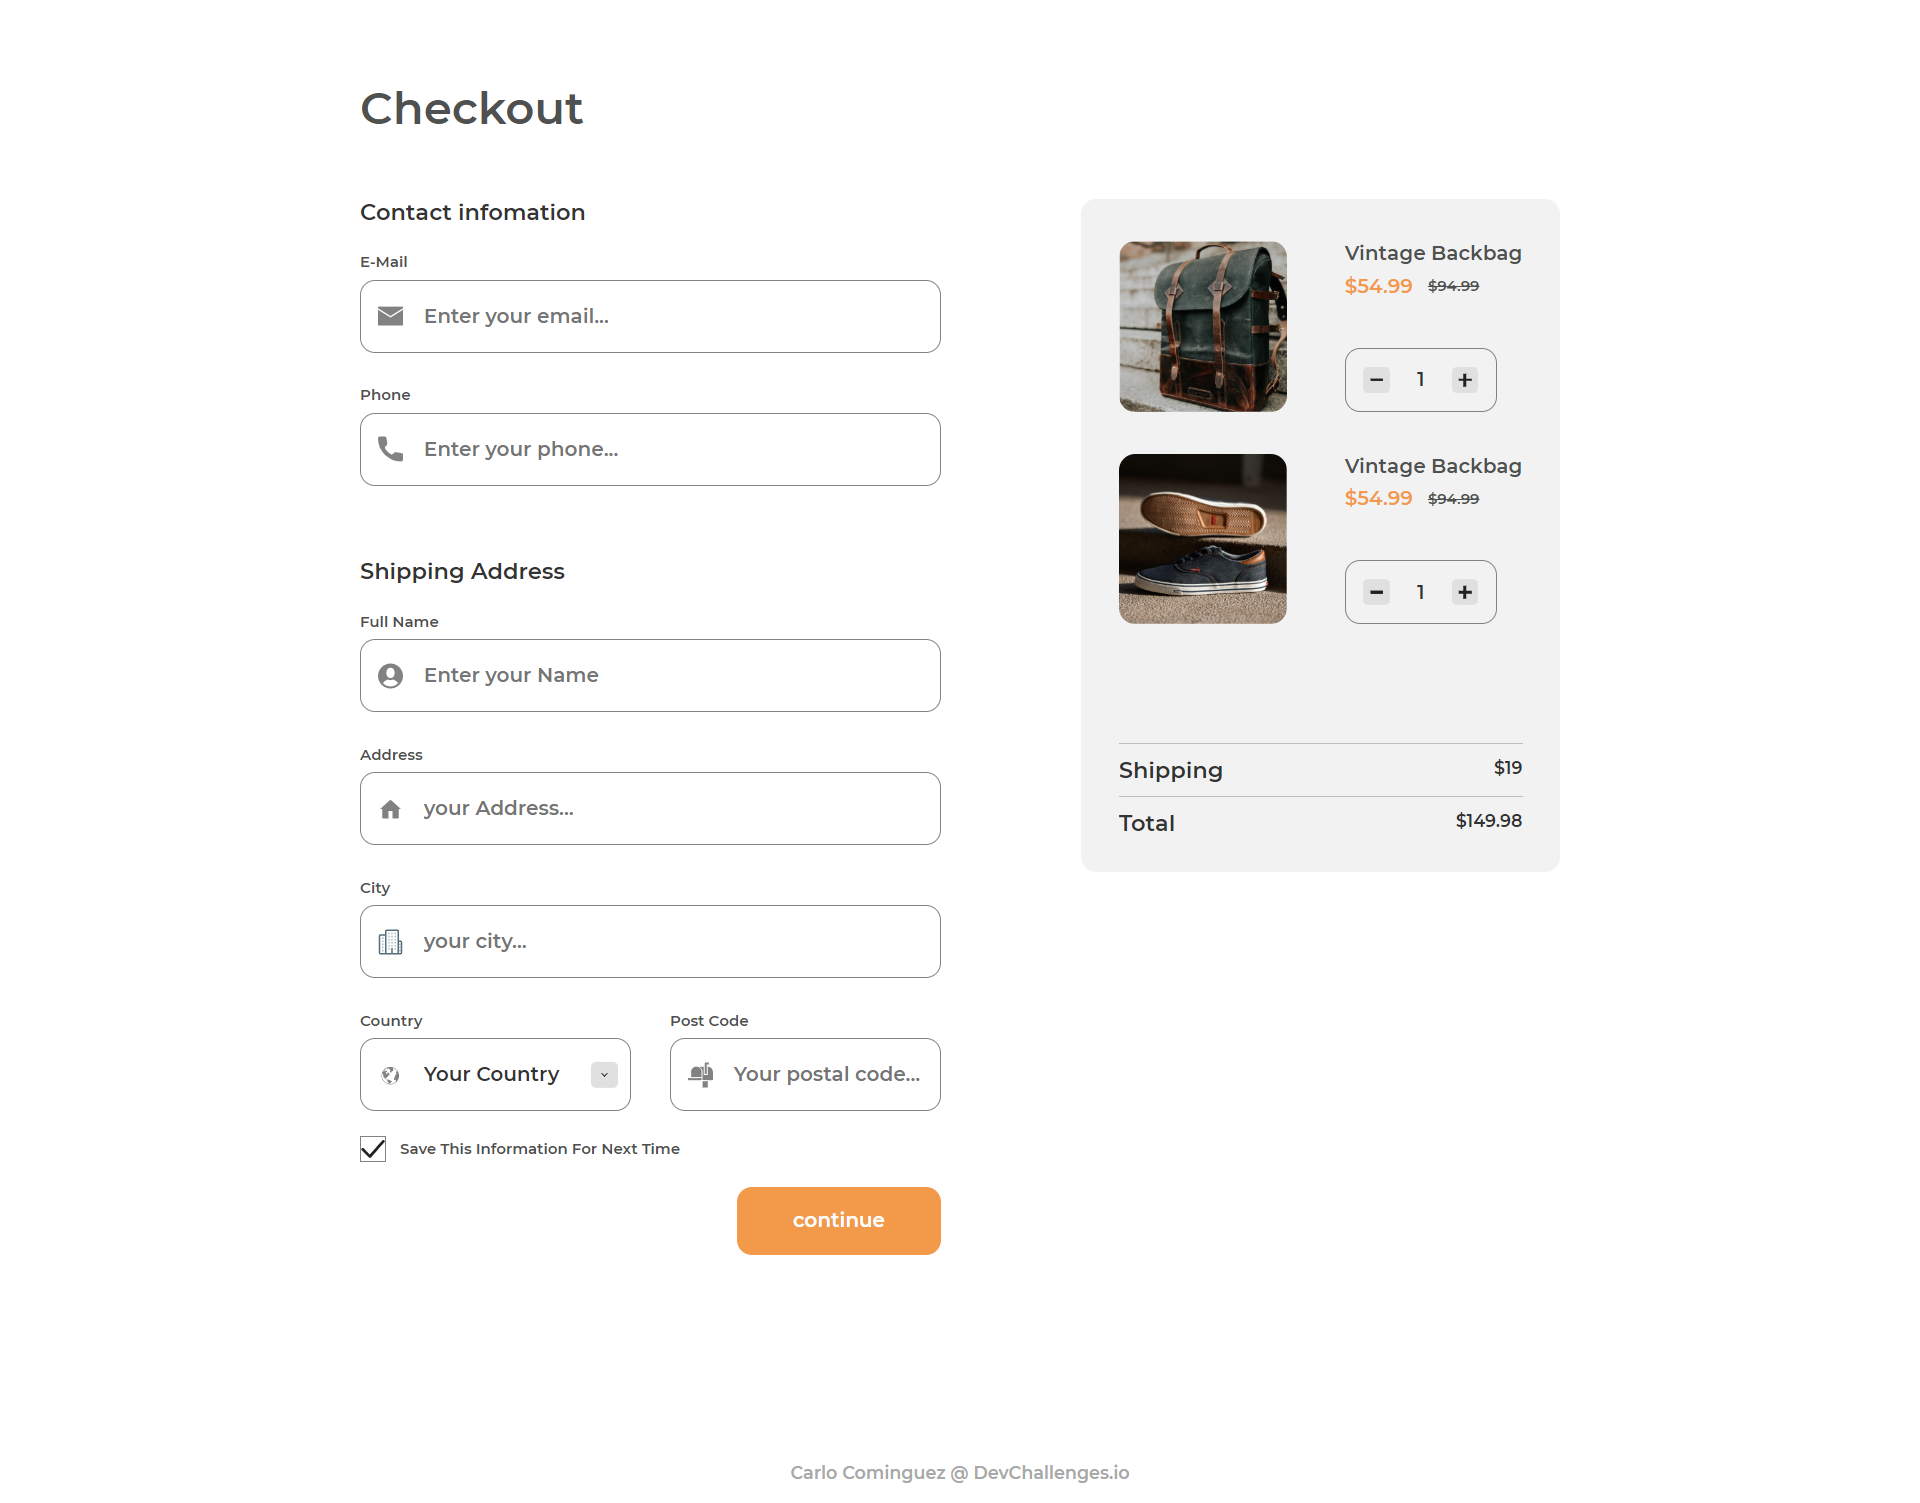 Checkout
Contact infomation
E-Mail
Enter your email...
Phone
Enter your phone...
Shipping Address
Full Name
Enter your Name
Address
your Address...
City
your city...
Country
Your Country
Post Code
Your postal code...
Save This Information For Next Time
continue
Vintage Backbag
$54.99 $94.99
− 1 +
Vintage Backbag
$54.99 $94.99
− 1 +
Shipping $19
Total $149.98
Carlo Cominguez @ DevChallenges.io